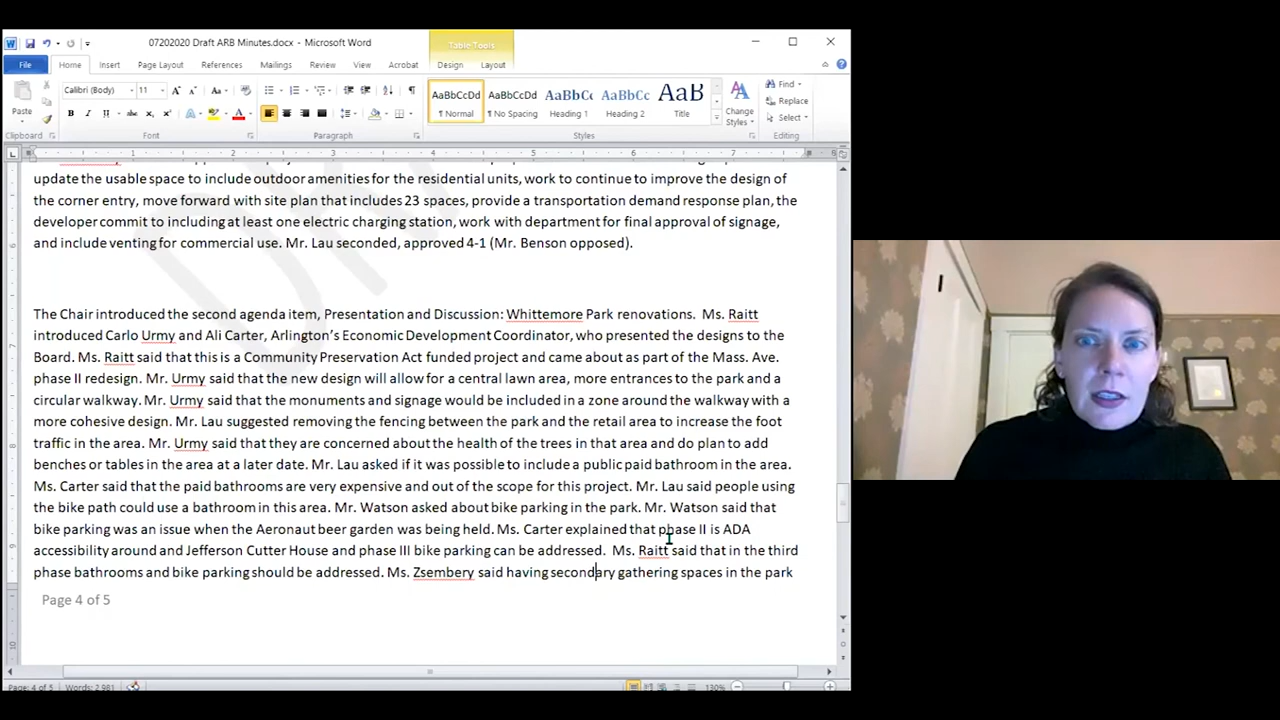 07202020 Draft ARB Minutes.docx - Microsoft Word
Table Tools
File Home Insert Page Layout References Mailings Review View Acrobat Design Layout
Calibri (Body) 11
Paste
Clipboard Font Paragraph Styles Editing
AaBbCcDd AaBbCcDd AaBbCc AaBbCc AaB
¶ Normal ¶ No Spacing Heading 1 Heading 2 Title
Change Styles
Find
Replace
Select
update the usable space to include outdoor amenities for the residential units, work to continue to improve the design of
the corner entry, move forward with site plan that includes 23 spaces, provide a transportation demand response plan, the
developer commit to including at least one electric charging station, work with department for final approval of signage,
and include venting for commercial use. Mr. Lau seconded, approved 4-1 (Mr. Benson opposed).
The Chair introduced the second agenda item, Presentation and Discussion: Whittemore Park renovations. Ms. Raitt
introduced Carlo Urmy and Ali Carter, Arlington's Economic Development Coordinator, who presented the designs to the
Board. Ms. Raitt said that this is a Community Preservation Act funded project and came about as part of the Mass. Ave.
phase II redesign. Mr. Urmy said that the new design will allow for a central lawn area, more entrances to the park and a
circular walkway. Mr. Urmy said that the monuments and signage would be included in a zone around the walkway with a
more cohesive design. Mr. Lau suggested removing the fencing between the park and the retail area to increase the foot
traffic in the area. Mr. Urmy said that they are concerned about the health of the trees in that area and do plan to add
benches or tables in the area at a later date. Mr. Lau asked if it was possible to include a public paid bathroom in the area.
Ms. Carter said that the paid bathrooms are very expensive and out of the scope for this project. Mr. Lau said people using
the bike path could use a bathroom in this area. Mr. Watson asked about bike parking in the park. Mr. Watson said that
bike parking was an issue when the Aeronaut beer garden was being held. Ms. Carter explained that phase II is ADA
accessibility around and Jefferson Cutter House and phase III bike parking can be addressed. Ms. Raitt said that in the third
phase bathrooms and bike parking should be addressed. Ms. Zsembery said having secondary gathering spaces in the park
Page 4 of 5
Page: 4 of 5 Words: 2,981 130%